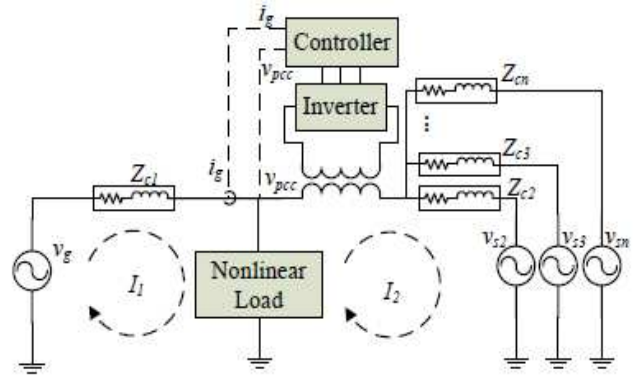 i_g
Controller
v_pcc
Inverter
Z_cn
⋮
Z_c1
i_g
v_pcc
Z_c3
Z_c2
v_g
v_s2
v_s3
v_sn
Nonlinear
Load
I_1
I_2